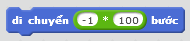 di chuyển -1 * 100 bước